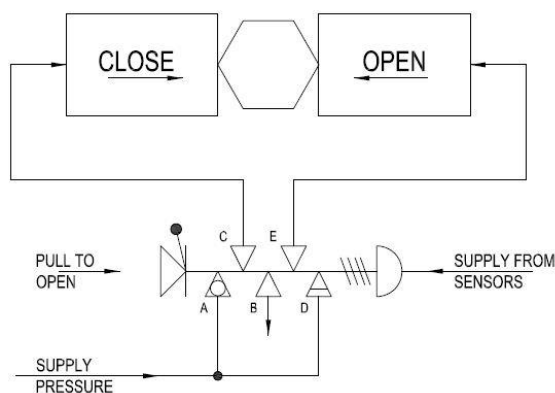 CLOSE
OPEN
C
E
PULL TO
OPEN
SUPPLY FROM
SENSORS
A
B
D
SUPPLY
PRESSURE